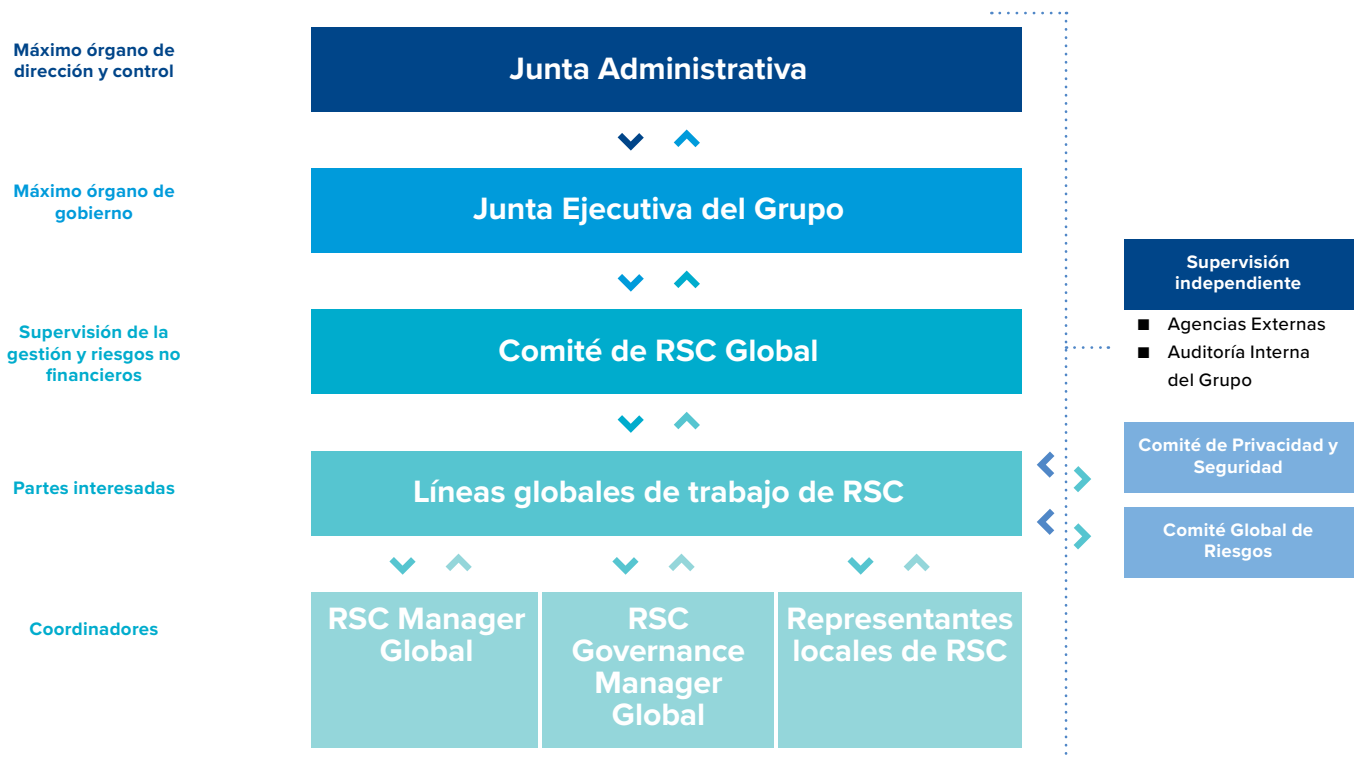 Máximo órgano de
dirección y control
Junta Administrativa
Máximo órgano de
gobierno
Junta Ejecutiva del Grupo
Supervisión de la
gestión y riesgos no
financieros
Comité de RSC Global
Partes interesadas
Líneas globales de trabajo de RSC
Coordinadores
RSC Manager
Global
RSC
Governance
Manager
Global
Representantes
locales de RSC
Supervisión
independiente
■ Agencias Externas
■ Auditoría Interna
del Grupo
Comité de Privacidad y
Seguridad
Comité Global de
Riesgos